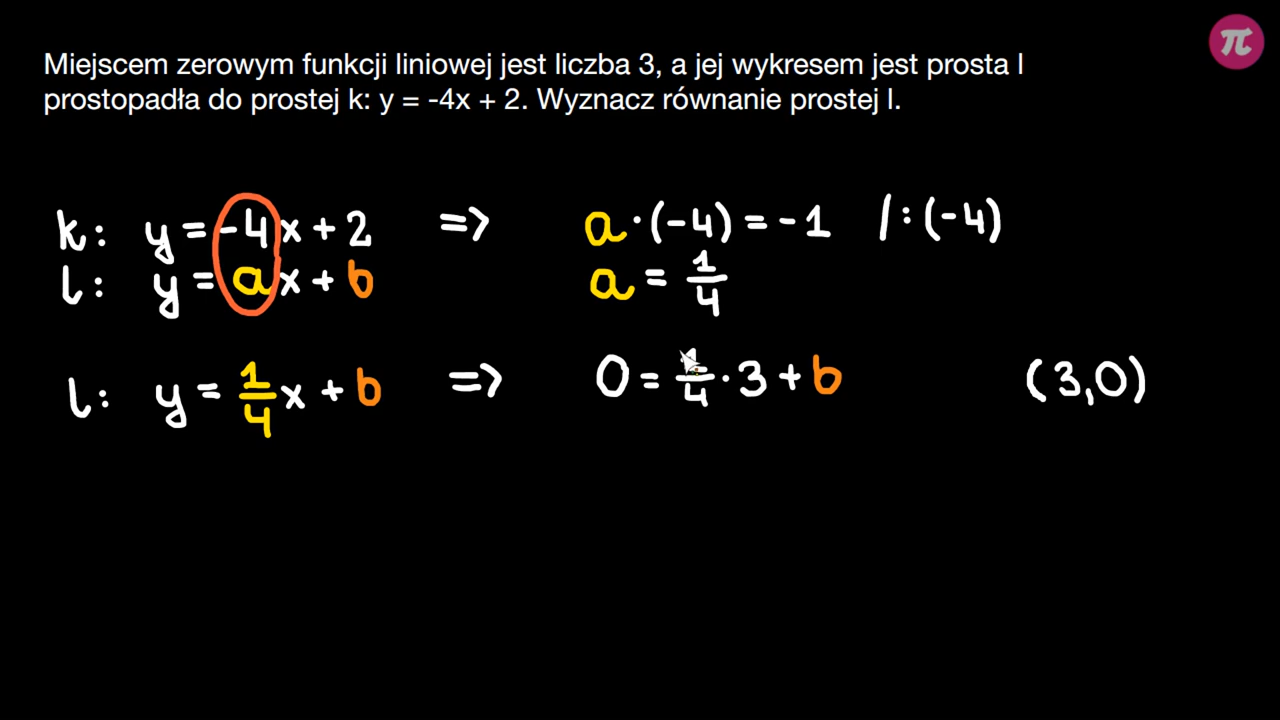 π
Miejscem zerowym funkcji liniowej jest liczba 3, a jej wykresem jest prosta l
prostopadła do prostej k: y = -4x + 2. Wyznacz równanie prostej l.
k: y = -4x + 2 => a · (-4) = -1 / : (-4)
l: y = ax + b a = 1/4
l: y = 1/4 x + b => 0 = 1/4 · 3 + b (3,0)